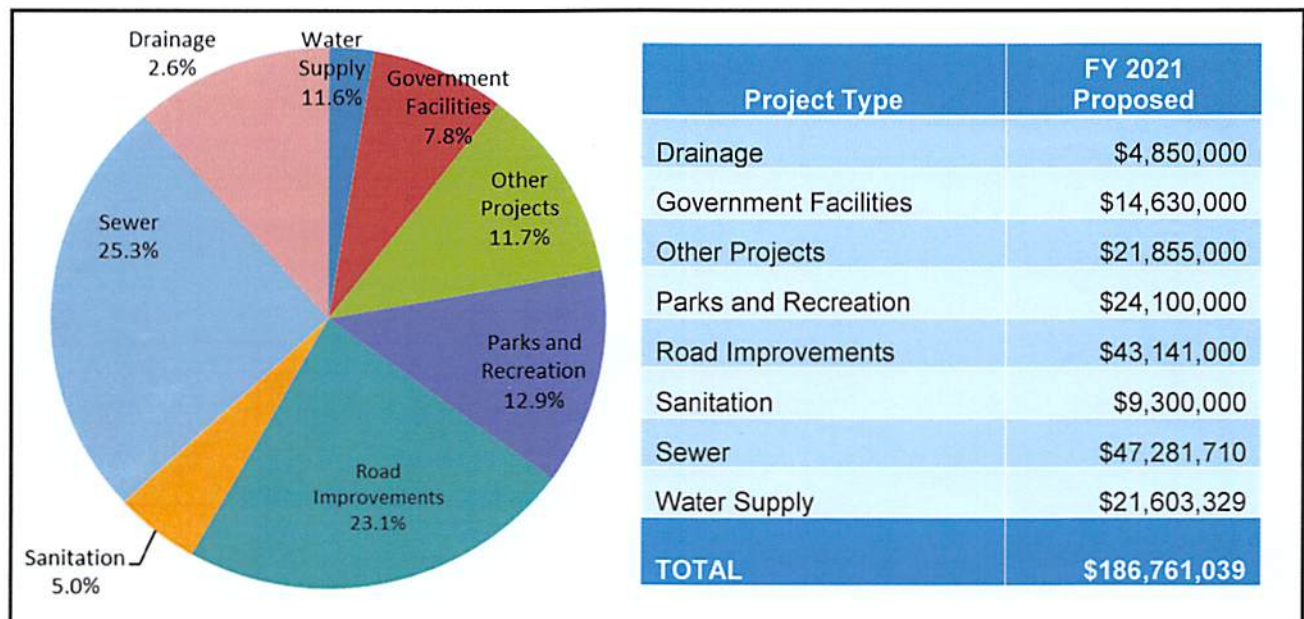 Drainage
2.6%
Water
Supply
11.6%
Government
Facilities
7.8%
Other
Projects
11.7%
Parks and
Recreation
12.9%
Road
Improvements
23.1%
Sanitation
5.0%
Sewer
25.3%
Project Type FY 2021 Proposed
Drainage $4,850,000
Government Facilities $14,630,000
Other Projects $21,855,000
Parks and Recreation $24,100,000
Road Improvements $43,141,000
Sanitation $9,300,000
Sewer $47,281,710
Water Supply $21,603,329
TOTAL $186,761,039